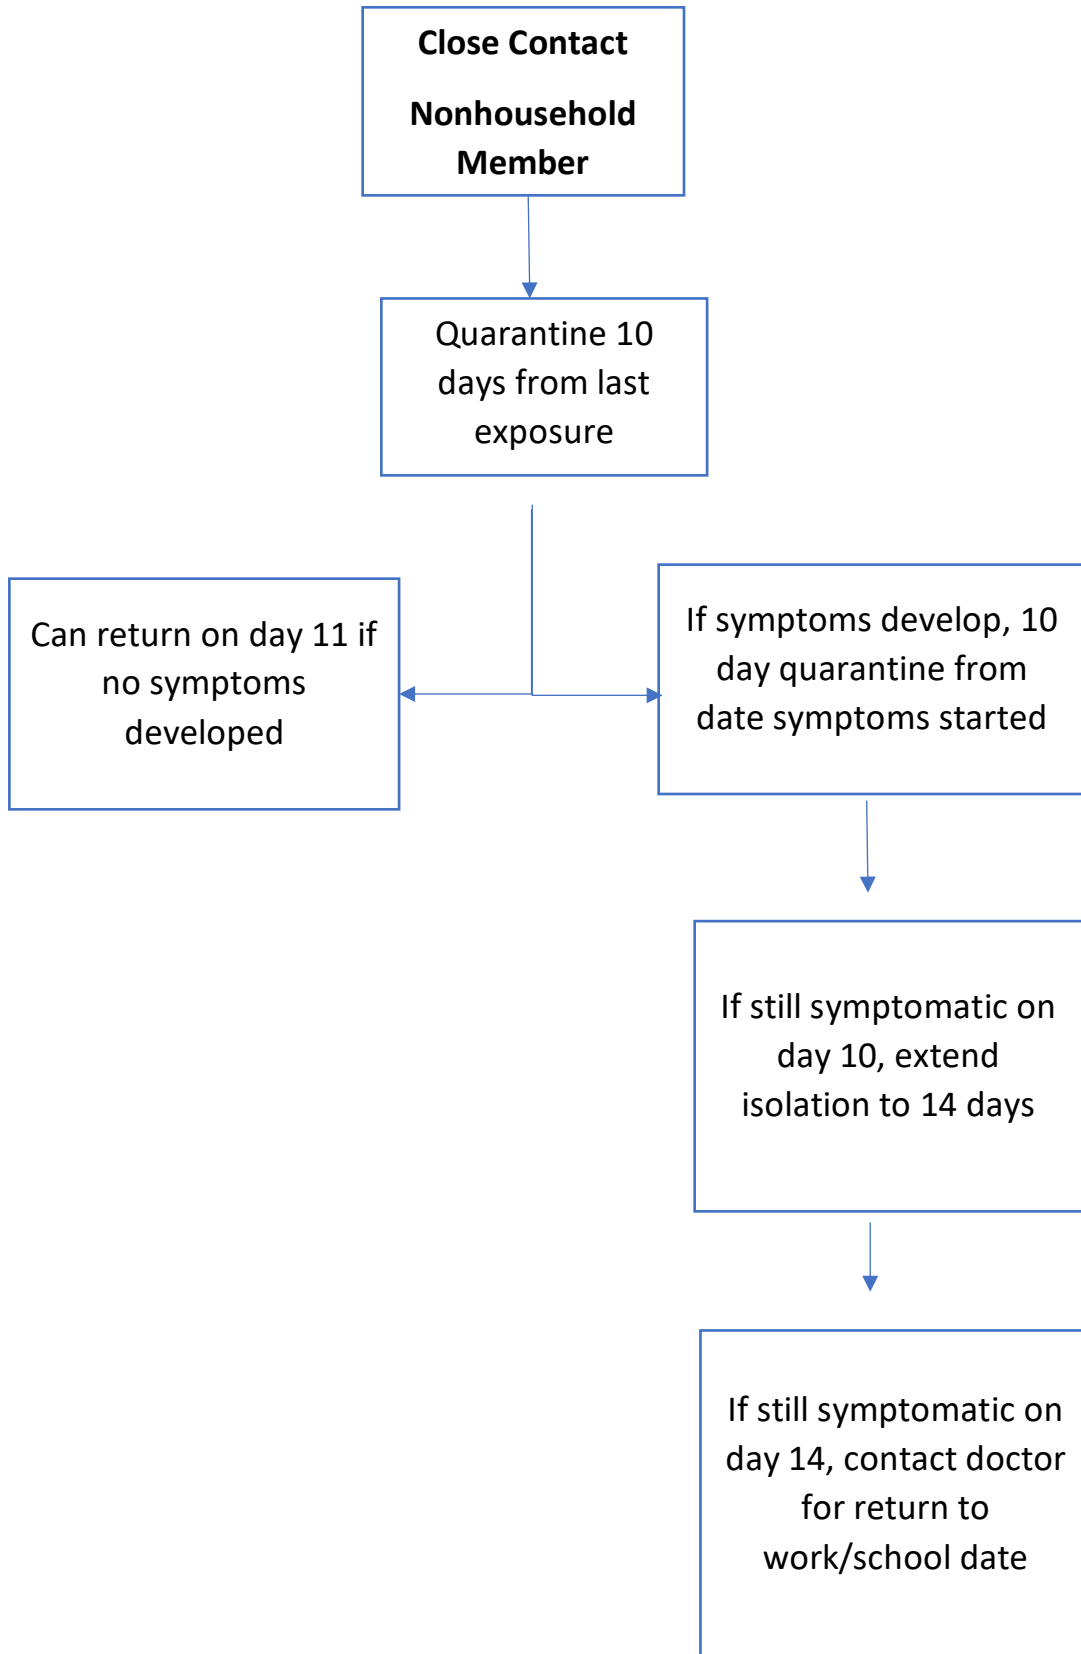 Close Contact
Nonhousehold
Member
Quarantine 10
days from last
exposure
Can return on day 11 if
no symptoms
developed
If symptoms develop, 10
day quarantine from
date symptoms started
If still symptomatic on
day 10, extend
isolation to 14 days
If still symptomatic on
day 14, contact doctor
for return to
work/school date